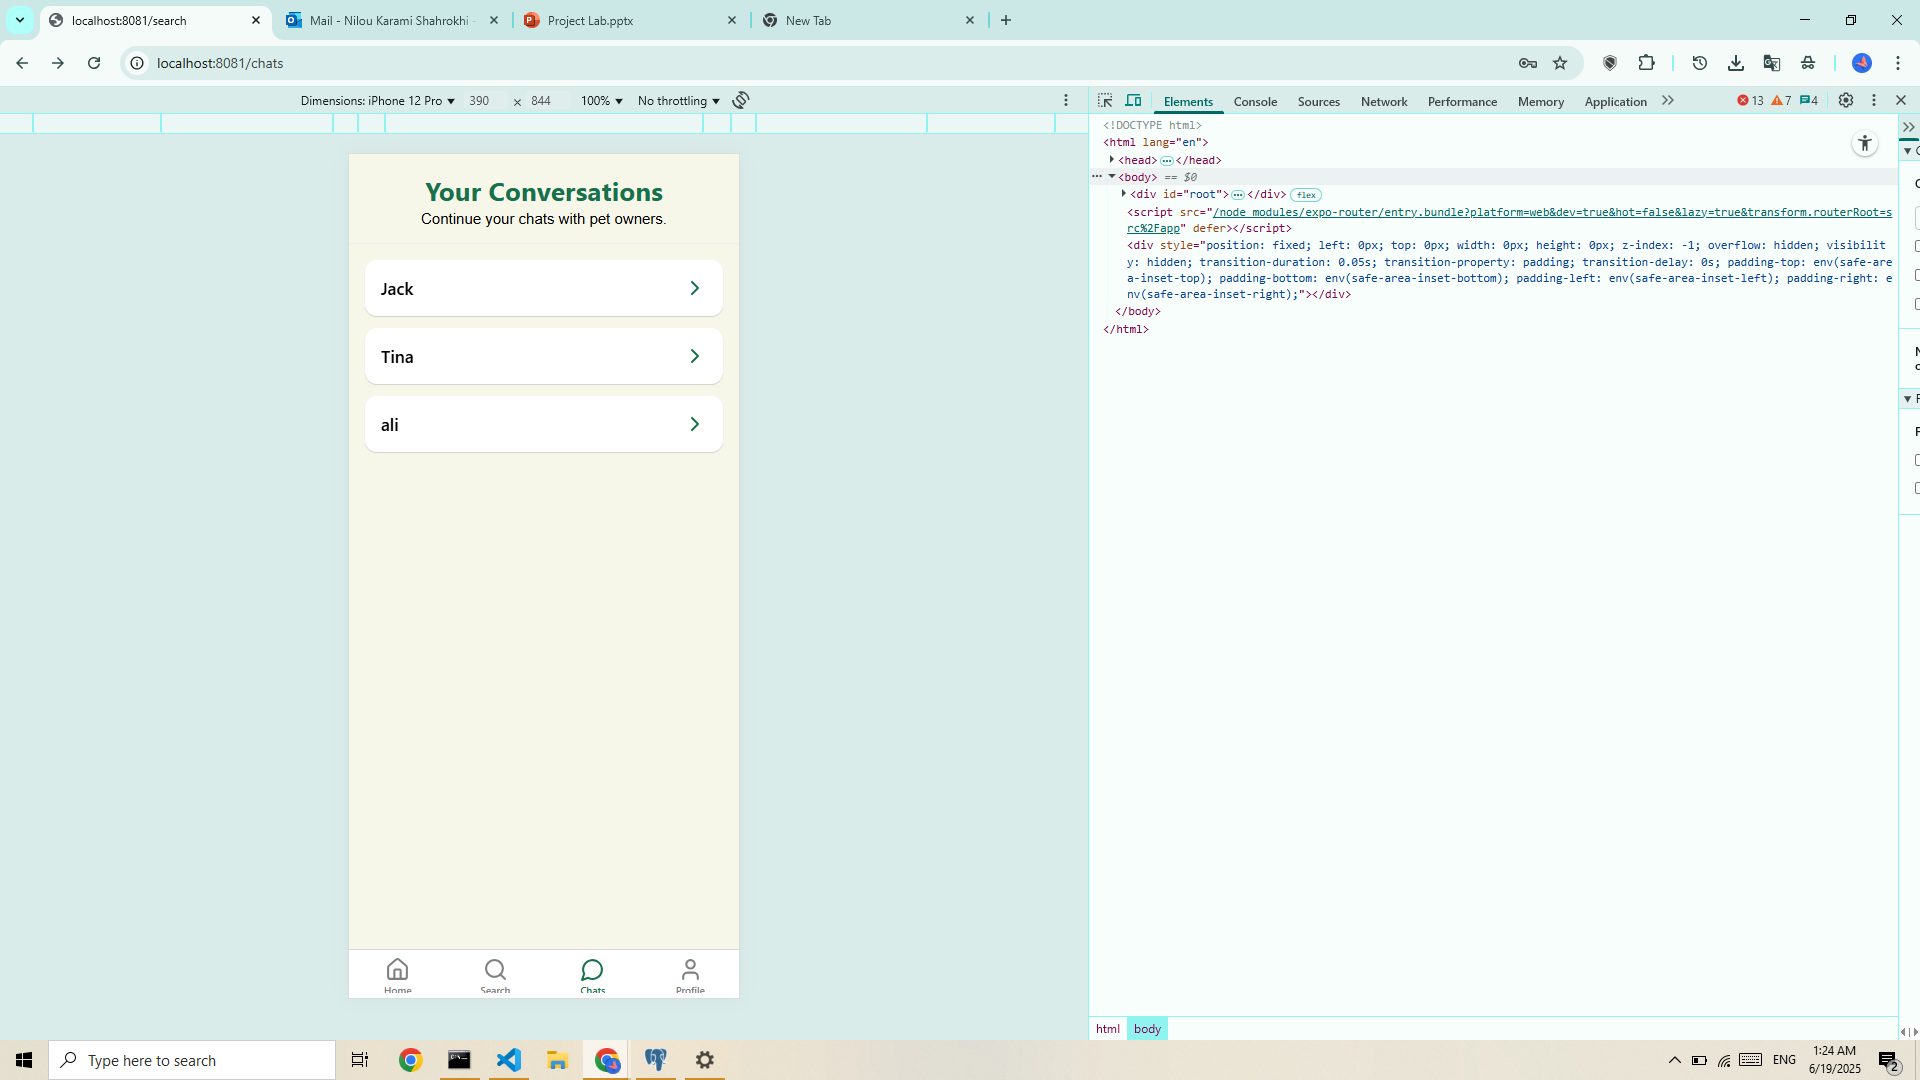 localhost:8081/search
Mail - Nilou Karami Shahrokhi -
Project Lab.pptx
New Tab
localhost:8081/chats
Dimensions: iPhone 12 Pro 390 × 844 100% No throttling
Elements Console Sources Network Performance Memory Application 13 7 4
Your Conversations
Continue your chats with pet owners.
Jack
Tina
ali
Home Search Chats Profile
<!DOCTYPE html>
<html lang="en">
<head> </head>
<body> == $0
<div id="root"> </div> flex
<script src="/node_modules/expo-router/entry.bundle?platform=web&dev=true&hot=false&lazy=true&transform.routerRoot=s
rc%2Fapp" defer></script>
<div style="position: fixed; left: 0px; top: 0px; width: 0px; height: 0px; z-index: -1; overflow: hidden; visibilit
y: hidden; transition-duration: 0.05s; transition-property: padding; transition-delay: 0s; padding-top: env(safe-are
a-inset-top); padding-bottom: env(safe-area-inset-bottom); padding-left: env(safe-area-inset-left); padding-right: e
nv(safe-area-inset-right);"></div>
</body>
</html>
html body
Type here to search
ENG
1:24 AM
6/19/2025
2